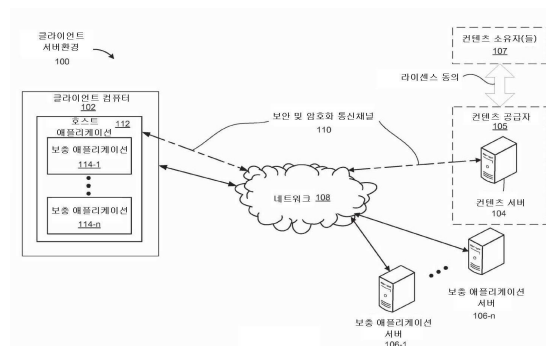 클라이언트
서버환경
100
컨텐츠 소유자(들)
107
라이센스 동의
클라이언트 컴퓨터
102
호스트 112
애플리케이션
보충 애플리케이션
114-1
보충 애플리케이션
114-n
보안 및 암호화 통신채널
110
컨텐츠 공급자
105
컨텐츠 서버
104
네트워크 108
보충 애플리케이션
서버
106-n
보충 애플리케이션
서버
106-1